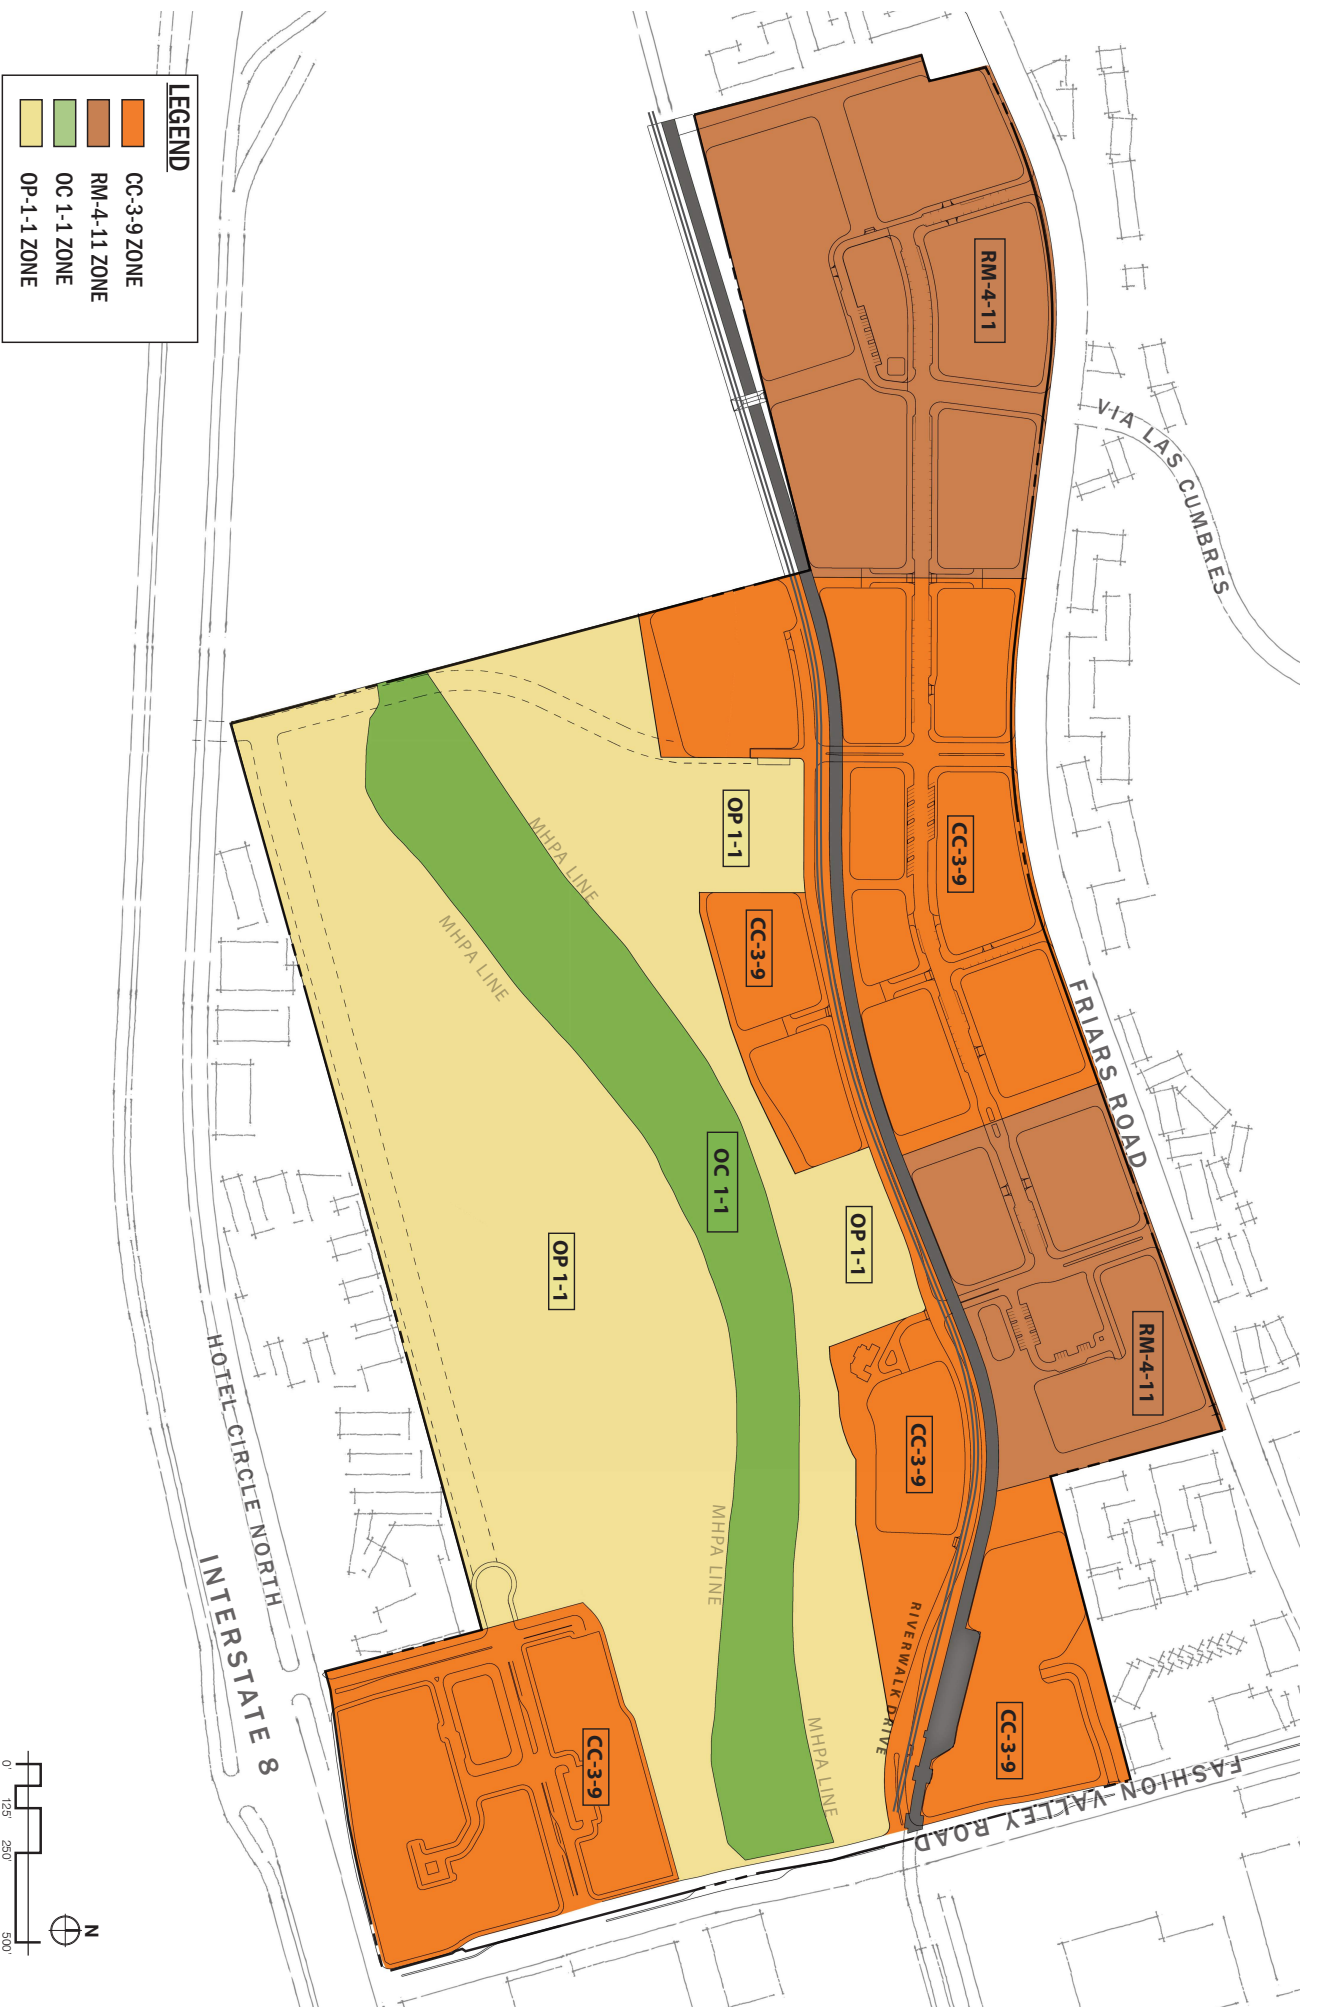 VIA LAS CUMBRES
FRIARS ROAD
RM-4-11
CC-3-9
RM-4-11
OP 1-1
CC-3-9
OP 1-1
CC-3-9
CC-3-9
OC 1-1
OP 1-1
CC-3-9
MHPA LINE
MHPA LINE
MHPA LINE
MHPA LINE
RIVERWALK DRIVE
FASHION VALLEY ROAD
HOTEL CIRCLE NORTH
INTERSTATE 8
LEGEND
CC-3-9 ZONE
RM-4-11 ZONE
OC 1-1 ZONE
OP-1-1 ZONE
N
0' 125' 250' 500'